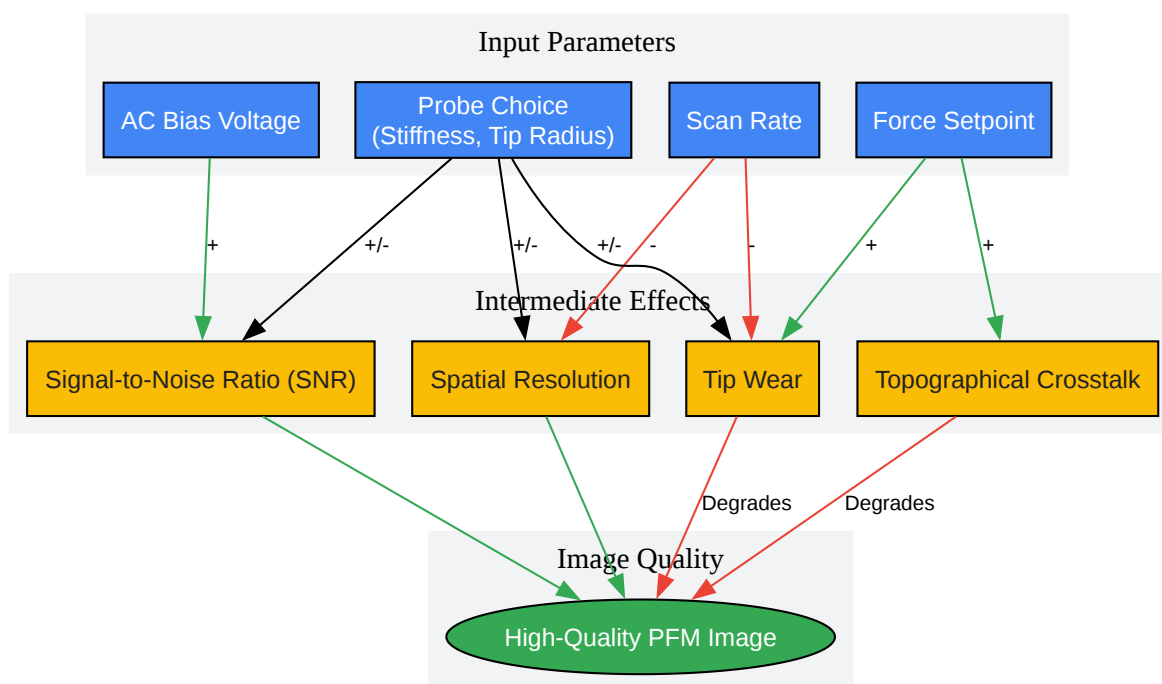 Input Parameters
AC Bias Voltage
Probe Choice
(Stiffness, Tip Radius)
Scan Rate
Force Setpoint
+
+/-
+/-
+/-
-
-
+
+
Intermediate Effects
Signal-to-Noise Ratio (SNR)
Spatial Resolution
Tip Wear
Topographical Crosstalk
Degrades
Degrades
Image Quality
High-Quality PFM Image